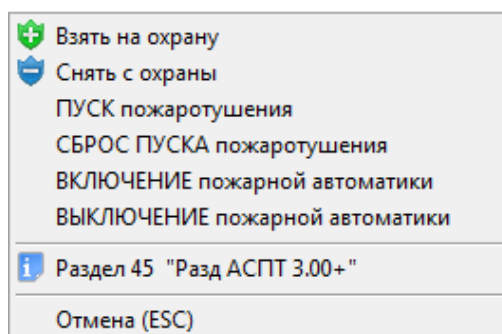 Взять на охрану
Снять с охраны
ПУСК пожаротушения
СБРОС ПУСКА пожаротушения
ВКЛЮЧЕНИЕ пожарной автоматики
ВЫКЛЮЧЕНИЕ пожарной автоматики
Раздел 45 "Разд АСПТ 3.00+"
Отмена (ESC)